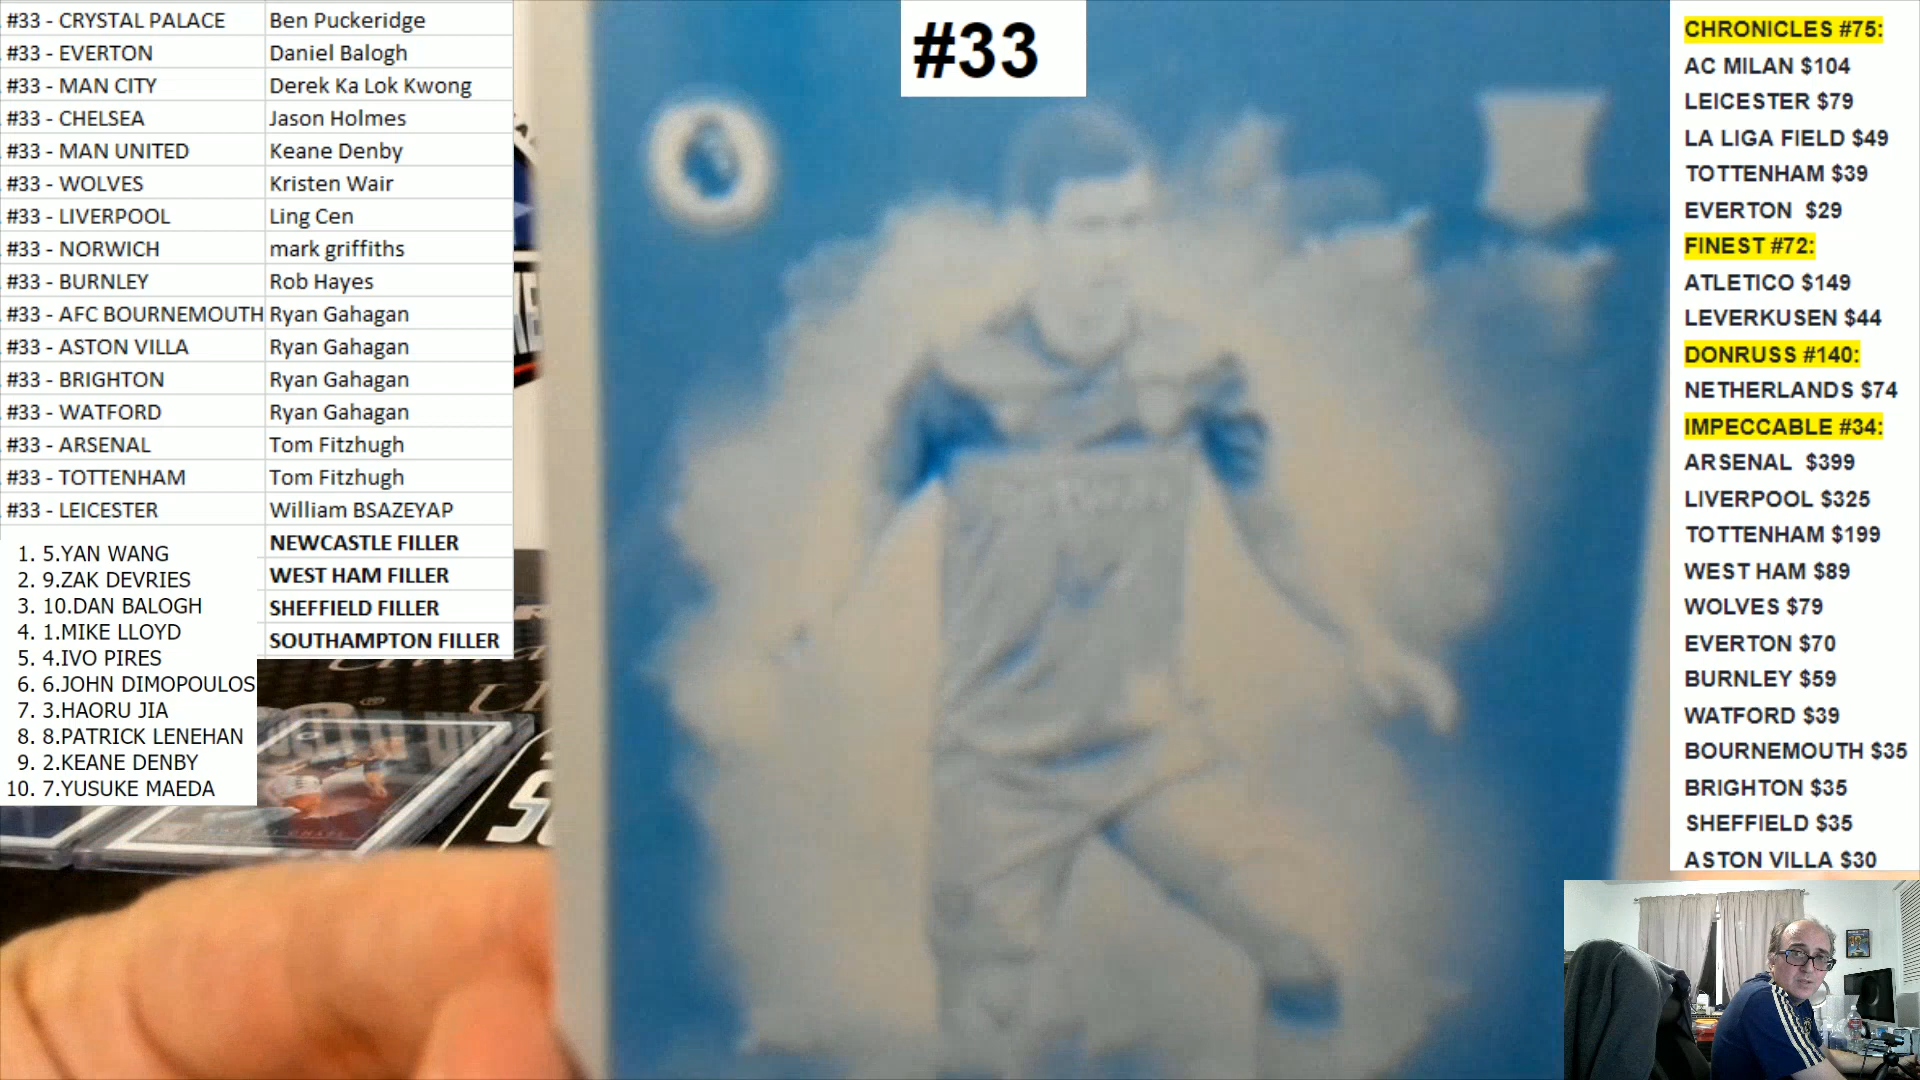 #33 - CRYSTAL PALACE Ben Puckeridge
#33 - EVERTON Daniel Balogh
#33 - MAN CITY Derek Ka Lok Kwong
#33 - CHELSEA Jason Holmes
#33 - MAN UNITED Keane Denby
#33 - WOLVES Kristen Wair
#33 - LIVERPOOL Ling Cen
#33 - NORWICH mark griffiths
#33 - BURNLEY Rob Hayes
#33 - AFC BOURNEMOUTH Ryan Gahagan
#33 - ASTON VILLA Ryan Gahagan
#33 - BRIGHTON Ryan Gahagan
#33 - WATFORD Ryan Gahagan
#33 - ARSENAL Tom Fitzhugh
#33 - TOTTENHAM Tom Fitzhugh
#33 - LEICESTER William BSAZEYAP
NEWCASTLE FILLER
WEST HAM FILLER
SHEFFIELD FILLER
SOUTHAMPTON FILLER
1. 5.YAN WANG
2. 9.ZAK DEVRIES
3. 10.DAN BALOGH
4. 1.MIKE LLOYD
5. 4.IVO PIRES
6. 6.JOHN DIMOPOULOS
7. 3.HAORU JIA
8. 8.PATRICK LENEHAN
9. 2.KEANE DENBY
10. 7.YUSUKE MAEDA
#33
CHRONICLES #75:
AC MILAN $104
LEICESTER $79
LA LIGA FIELD $49
TOTTENHAM $39
EVERTON $29
FINEST #72:
ATLETICO $149
LEVERKUSEN $44
DONRUSS #140:
NETHERLANDS $74
IMPECCABLE #34:
ARSENAL $399
LIVERPOOL $325
TOTTENHAM $199
WEST HAM $89
WOLVES $79
EVERTON $70
BURNLEY $59
WATFORD $39
BOURNEMOUTH $35
BRIGHTON $35
SHEFFIELD $35
ASTON VILLA $30